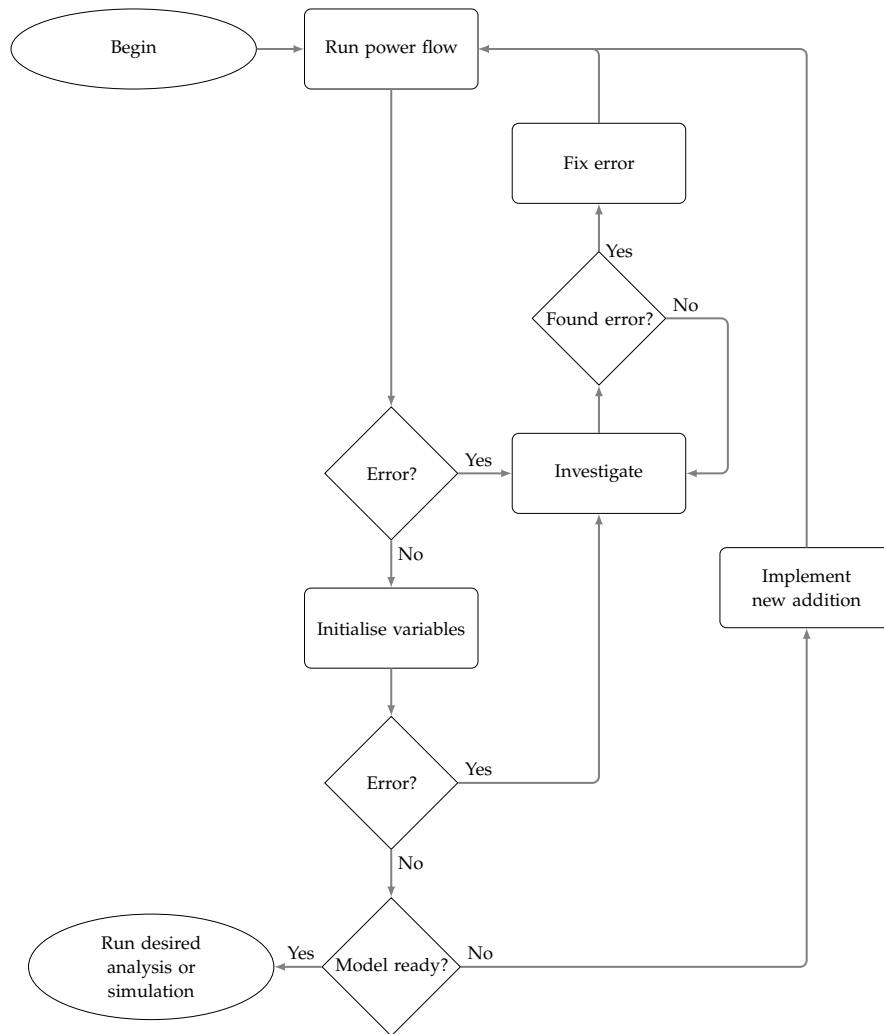 Begin
Run power flow
Fix error
Yes
Found error?
No
Error?
Yes
Investigate
No
Implement
new addition
Initialise variables
Error?
Yes
No
Run desired
analysis or
simulation
Yes
Model ready?
No